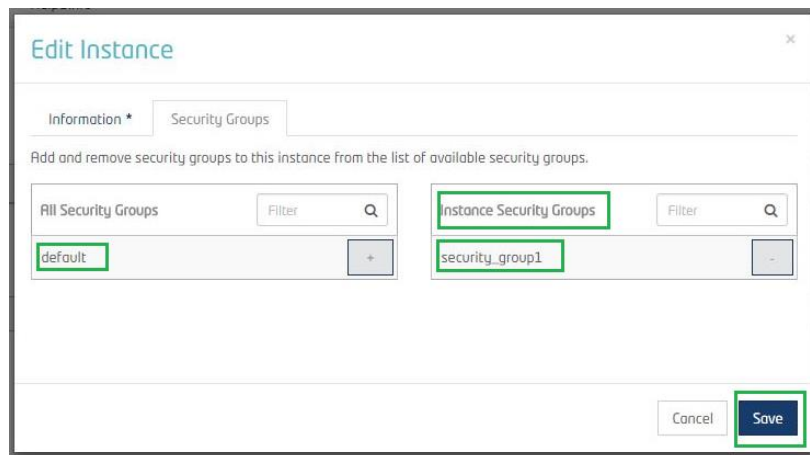 Edit Instance
×
Information *
Security Groups
Add and remove security groups to this instance from the list of available security groups.
All Security Groups
Filter
default
+
Instance Security Groups
Filter
security_group1
-
Cancel
Save